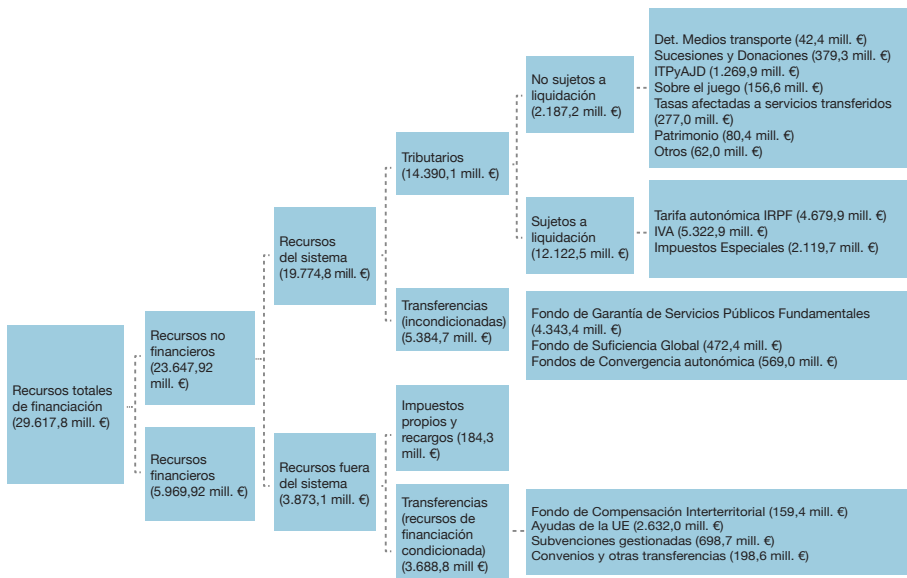 Recursos totales
de financiación
(29.617,8 mill. €)
Recursos no
financieros
(23.647,92
mill. €)
Recursos
financieros
(5.969,92 mill. €)
Recursos
del sistema
(19.774,8 mill. €)
Recursos fuera
del sistema
(3.873,1 mill. €)
Tributarios
(14.390,1 mill. €)
Transferencias
(incondicionadas)
(5.384,7 mill. €)
Impuestos
propios y
recargos (184,3
mill. €)
Transferencias
(recursos de
financiación
condicionada)
(3.688,8 mill €)
No sujetos a
liquidación
(2.187,2 mill. €)
Sujetos a
liquidación
(12.122,5 mill. €)
Det. Medios transporte (42,4 mill. €)
Sucesiones y Donaciones (379,3 mill. €)
ITPyAJD (1.269,9 mill. €)
Sobre el juego (156,6 mill. €)
Tasas afectadas a servicios transferidos
(277,0 mill. €)
Patrimonio (80,4 mill. €)
Otros (62,0 mill. €)
Tarifa autonómica IRPF (4.679,9 mill. €)
IVA (5.322,9 mill. €)
Impuestos Especiales (2.119,7 mill. €)
Fondo de Garantía de Servicios Públicos Fundamentales
(4.343,4 mill. €)
Fondo de Suficiencia Global (472,4 mill. €)
Fondos de Convergencia autonómica (569,0 mill. €)
Fondo de Compensación Interterritorial (159,4 mill. €)
Ayudas de la UE (2.632,0 mill. €)
Subvenciones gestionadas (698,7 mill. €)
Convenios y otras transferencias (198,6 mill. €)